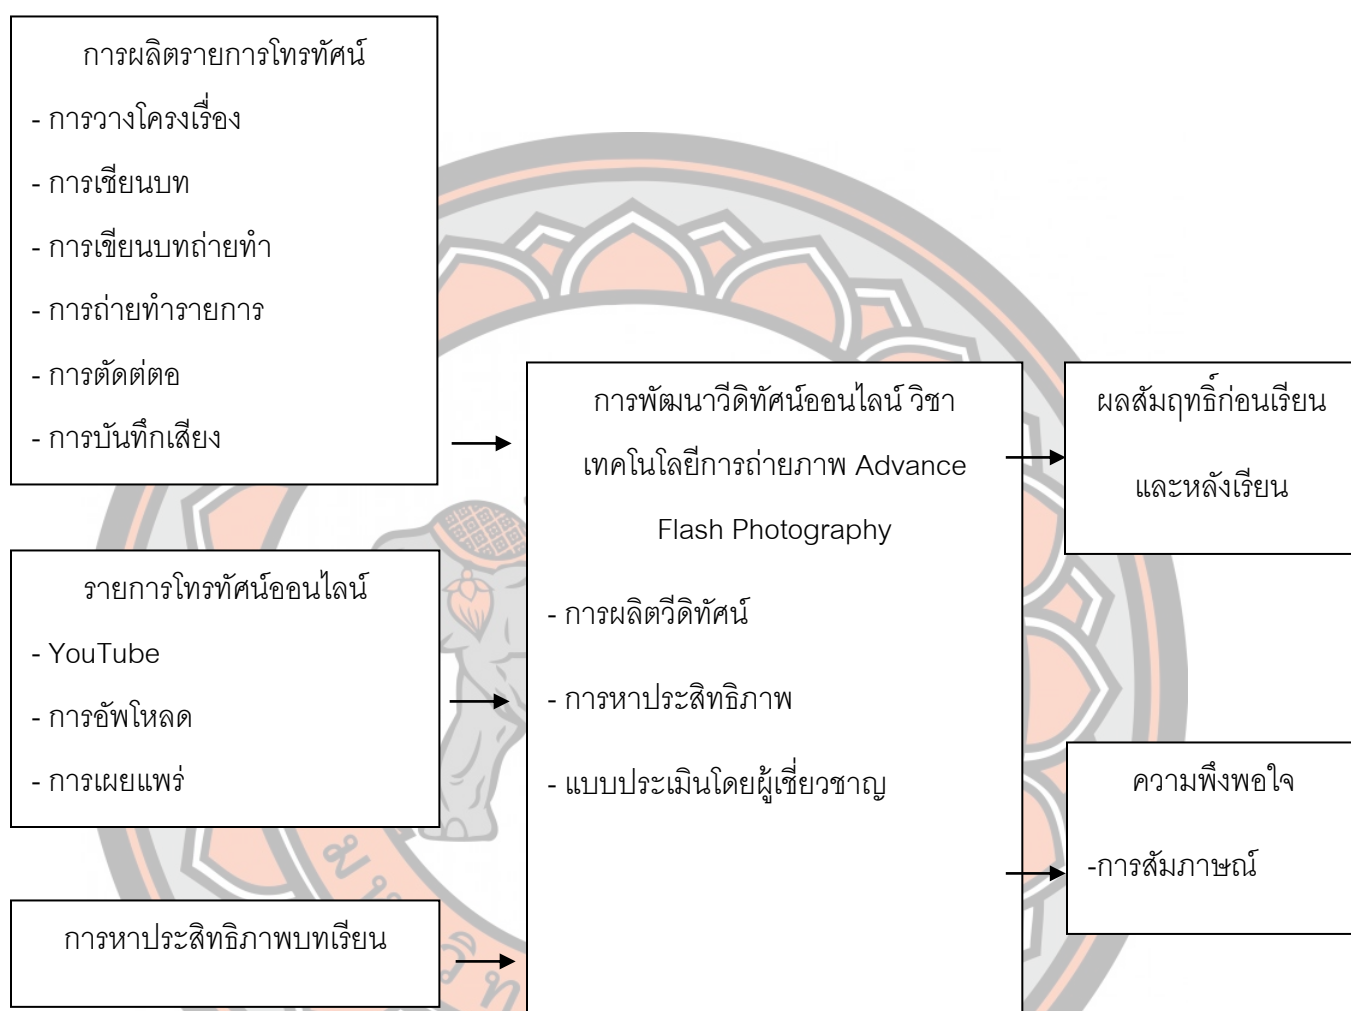 การผลิตรายการโทรทัศน์
- การวางโครงเรื่อง
- การเขียนบท
- การเขียนบทถ่ายทำ
- การถ่ายทำรายการ
- การตัดต่ตอ
- การบันทึกเสียง
รายการโทรทัศน์ออนไลน์
- YouTube
- การอัพโหลด
- การเผยแพร่
การหาประสิทธิภาพบทเรียน
การพัฒนาวีดิทัศน์ออนไลน์ วิชา
เทคโนโลยีการถ่ายภาพ Advance
Flash Photography
- การผลิตวีดิทัศน์
- การหาประสิทธิภาพ
- แบบประเมินโดยผู้เชี่ยวชาญ
ผลสัมฤทธิ์ก่อนเรียน
และหลังเรียน
ความพึงพอใจ
-การสัมภาษณ์